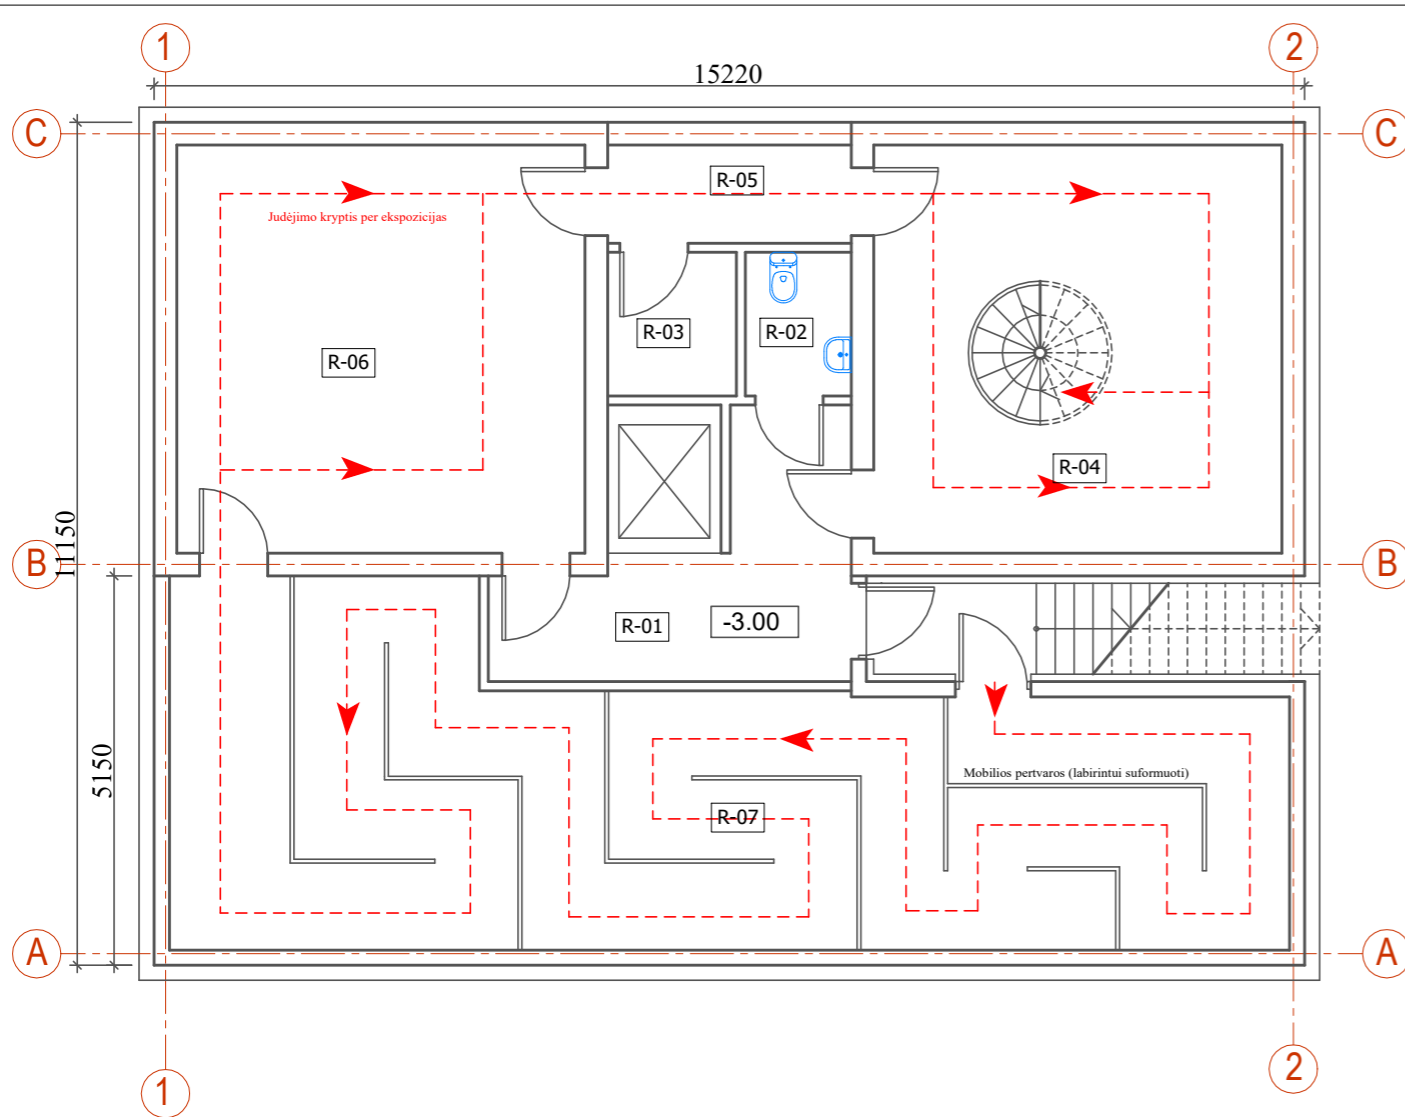 1
2
15220
C
C
R-05
Judėjimo kryptis per ekspozicijas
R-03
R-02
R-06
R-04
11150
B
B
R-01
-3.00
5150
Mobilios pertvaros (labirintui suformuoti)
R-07
A
A
1
2